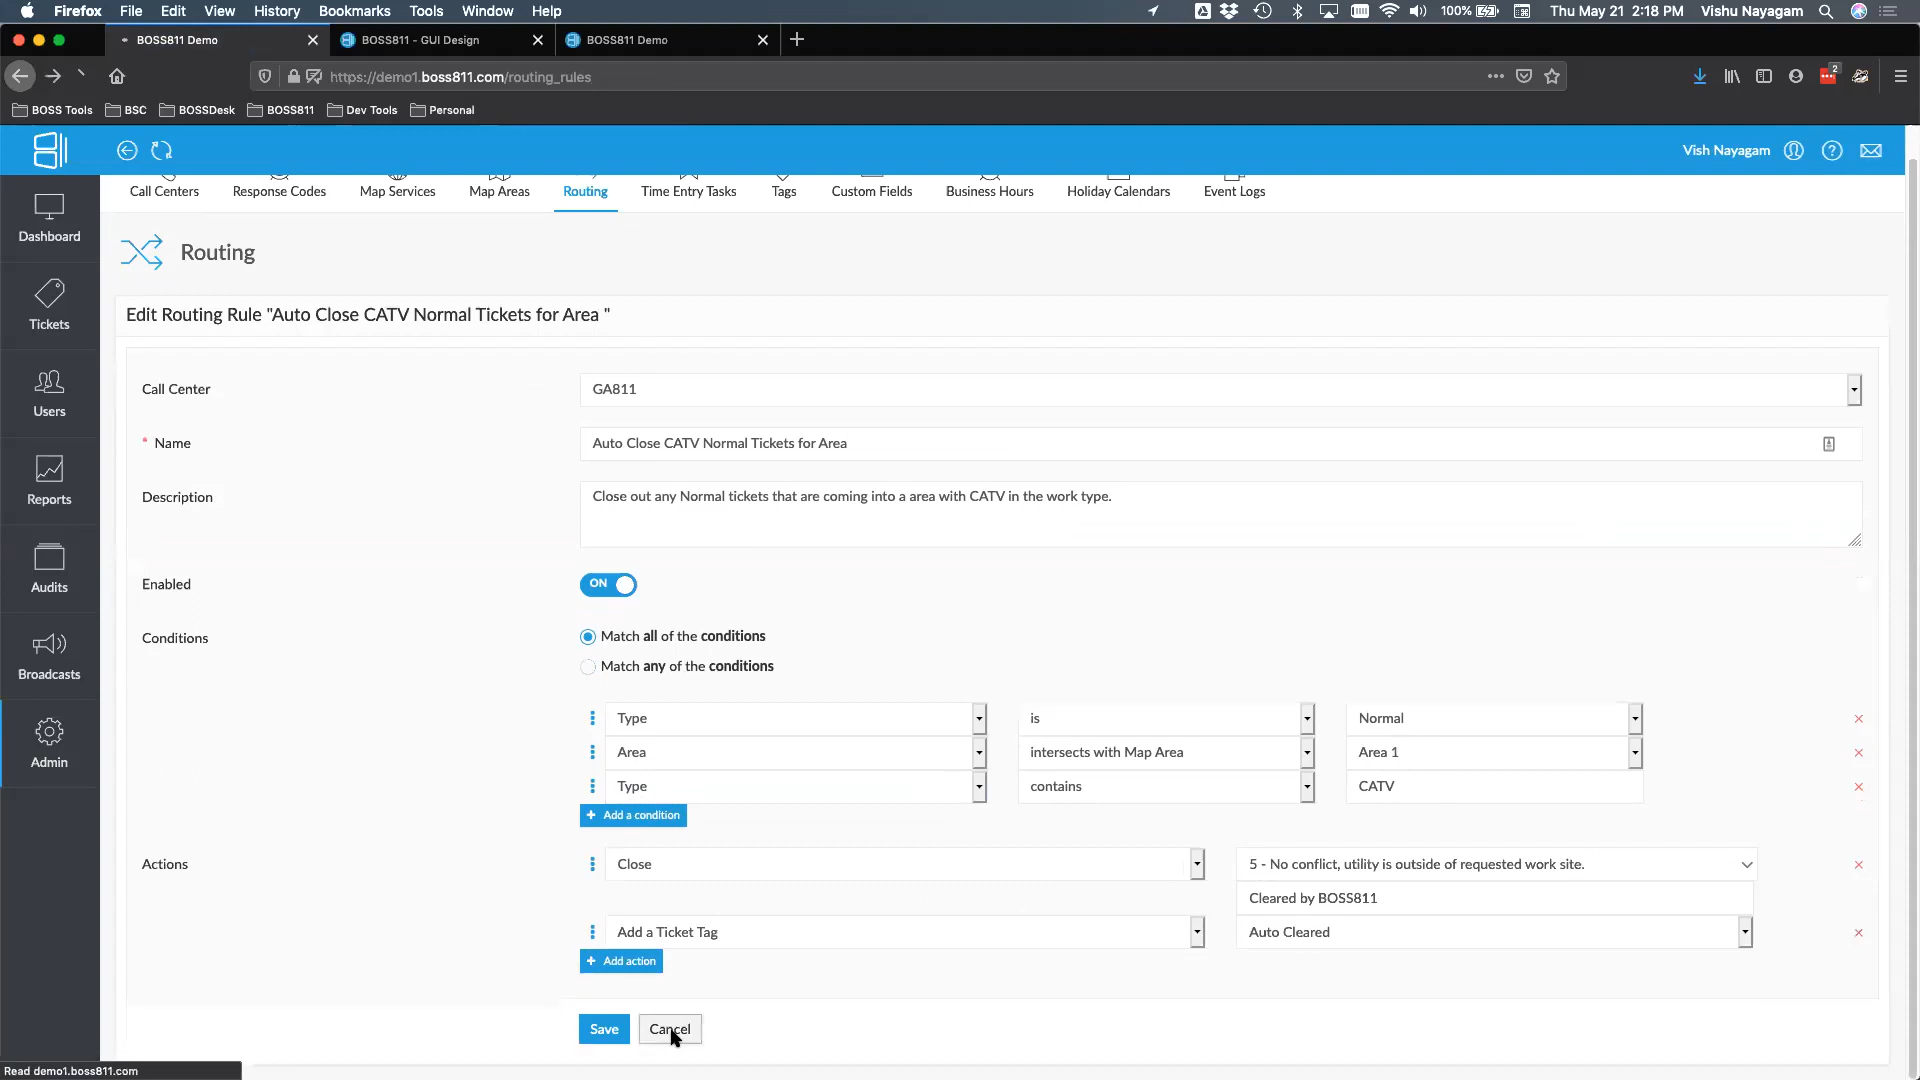 Firefox File Edit View History Bookmarks Tools Window Help 100% Thu May 21 2:18 PM Vishu Nayagam
BOSS811 Demo BOSS811 - GUI Design BOSS811 Demo
https://demo1.boss811.com/routing_rules 2
BOSS Tools BSC BOSSDesk BOSS811 Dev Tools Personal
Vish Nayagam
Call Centers Response Codes Map Services Map Areas Routing Time Entry Tasks Tags Custom Fields Business Hours Holiday Calendars Event Logs
Dashboard
Tickets
Users
Reports
Audits
Broadcasts
Admin
Routing
Edit Routing Rule "Auto Close CATV Normal Tickets for Area "
Call Center GA811
* Name Auto Close CATV Normal Tickets for Area
Description Close out any Normal tickets that are coming into a area with CATV in the work type.
Enabled ON
Conditions Match all of the conditions
Match any of the conditions
Type is Normal
Area intersects with Map Area Area 1
Type contains CATV
+ Add a condition
Actions Close 5 - No conflict, utility is outside of requested work site.
Cleared by BOSS811
Add a Ticket Tag Auto Cleared
+ Add action
Save Cancel
Read demo1.boss811.com